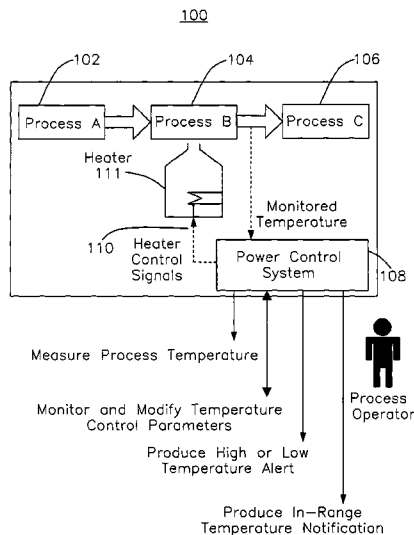 100
102
104
106
Process A
Process B
Process C
Heater
111
Monitored
Temperature
110
Heater
Control
Signals
Power Control
System
108
Measure Process Temperature
Process
Operator
Monitor and Modify Temperature
Control Parameters
Produce High or Low
Temperature Alert
Produce In-Range
Temperature Notification